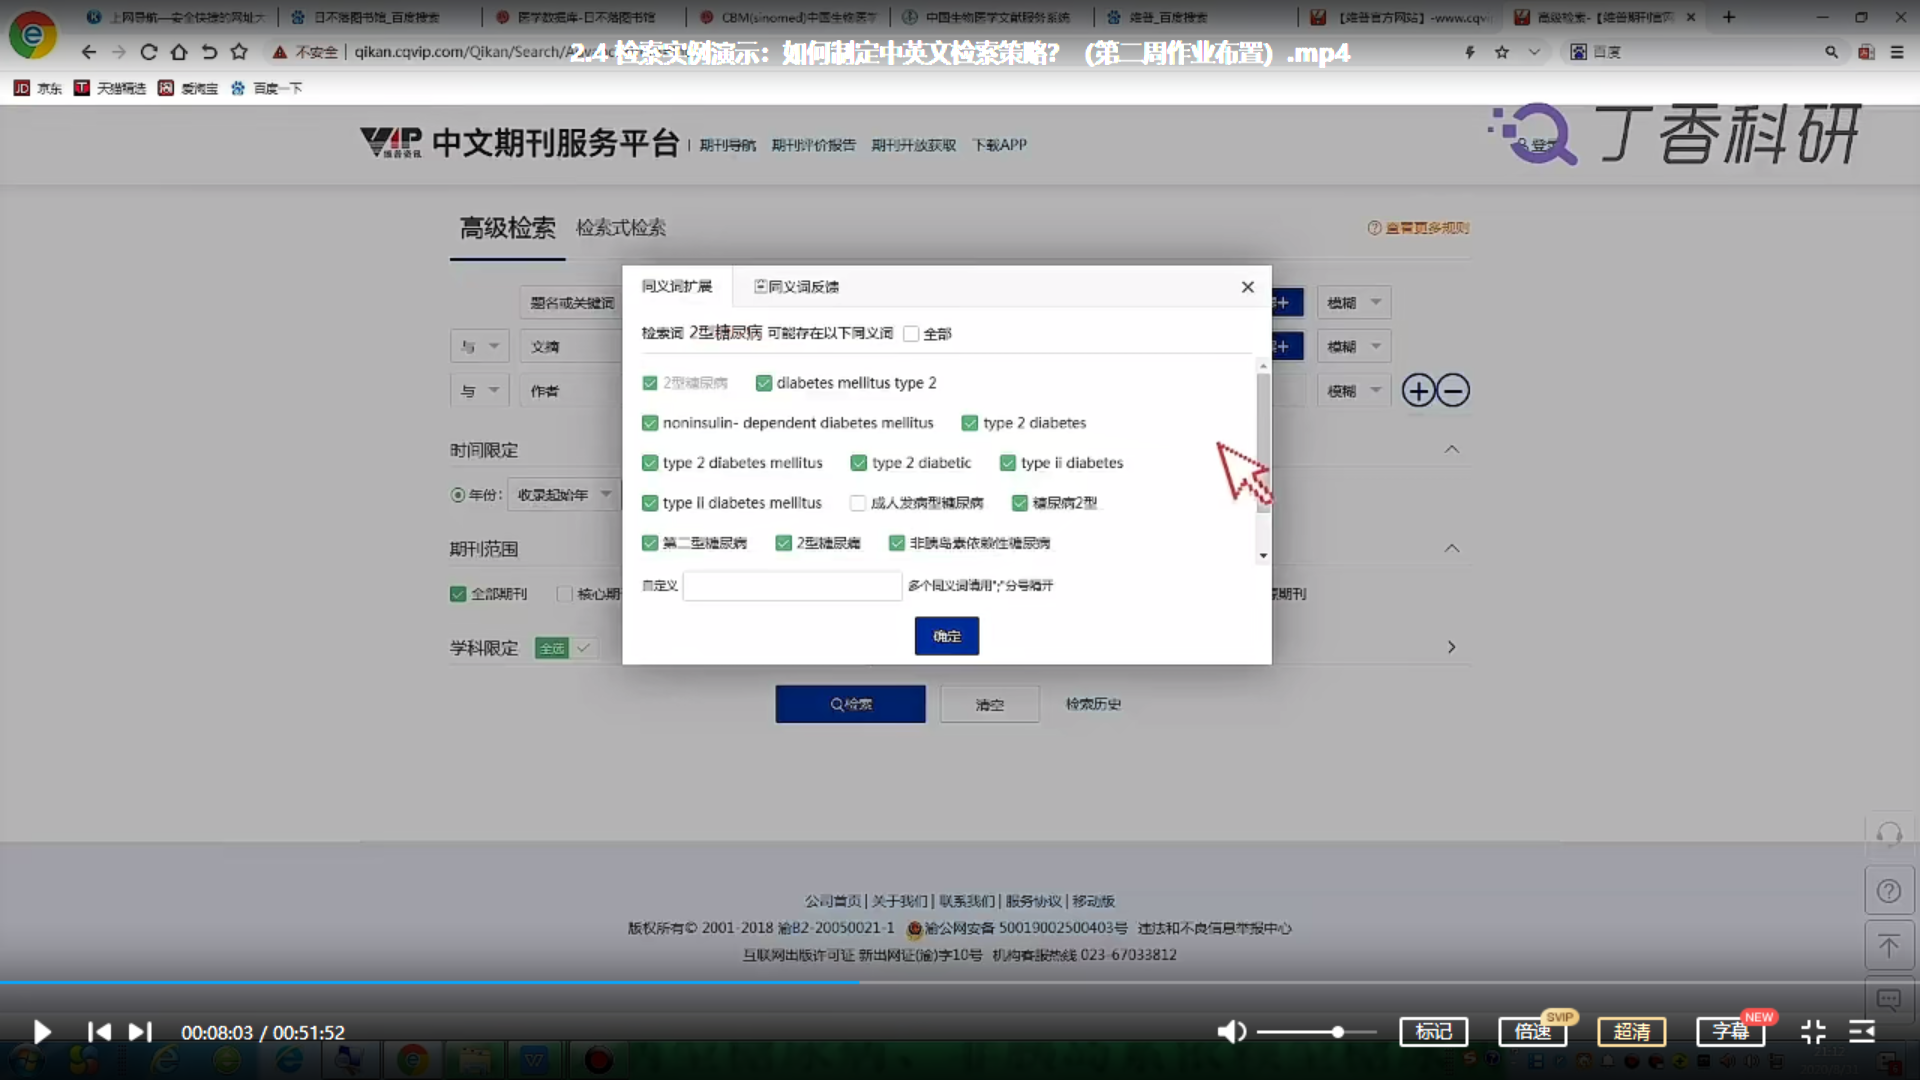 上网导航—安全快捷的网址大
日不落图书馆_百度搜索
医学数据库-日不落图书馆
CBM(sinomed)中国生物医学
中国生物医学文献服务系统
维普_百度搜索
【维普官方网站】-www.cqvi
高级检索-【维普期刊官网
不安全 qikan.cqvip.com/Qikan/Search/A
百度
2.4 检索实例演示：如何制定中英文检索策略？（第二周作业布置）.mp4
京东 天猫精选 爱淘宝 百度一下
VIP 维普资讯 中文期刊服务平台
期刊导航 期刊评价报告 期刊开放获取 下载APP
丁香科研
高级检索 检索式检索 查看更多规则
同义词扩展 同义词反馈
题名或关键词 模糊
检索词 2型糖尿病 可能存在以下同义词 全部
与 文摘 模糊
2型糖尿病 diabetes mellitus type 2
与 作者 模糊
noninsulin- dependent diabetes mellitus type 2 diabetes
时间限定
type 2 diabetes mellitus type 2 diabetic type ii diabetes
年份： 收录起始年
type ii diabetes mellitus 成人发病型糖尿病 糖尿病2型
期刊范围
第二型糖尿病 2型糖尿病 非胰岛素依赖性糖尿病
全部期刊 核心期
自定义 多个同义词请用";"分号隔开
确定
学科限定 全选
检索 清空 检索历史
公司首页 | 关于我们 | 联系我们 | 服务协议 | 移动版
版权所有© 2001-2018 渝B2-20050021-1 渝公网安备 50019002500403号 违法和不良信息举报中心
互联网出版许可证 新出网证(渝)字10号 机构客服热线 023-67033812
00:08:03 / 00:51:52
标记 倍速 SVIP 超清 字幕 NEW